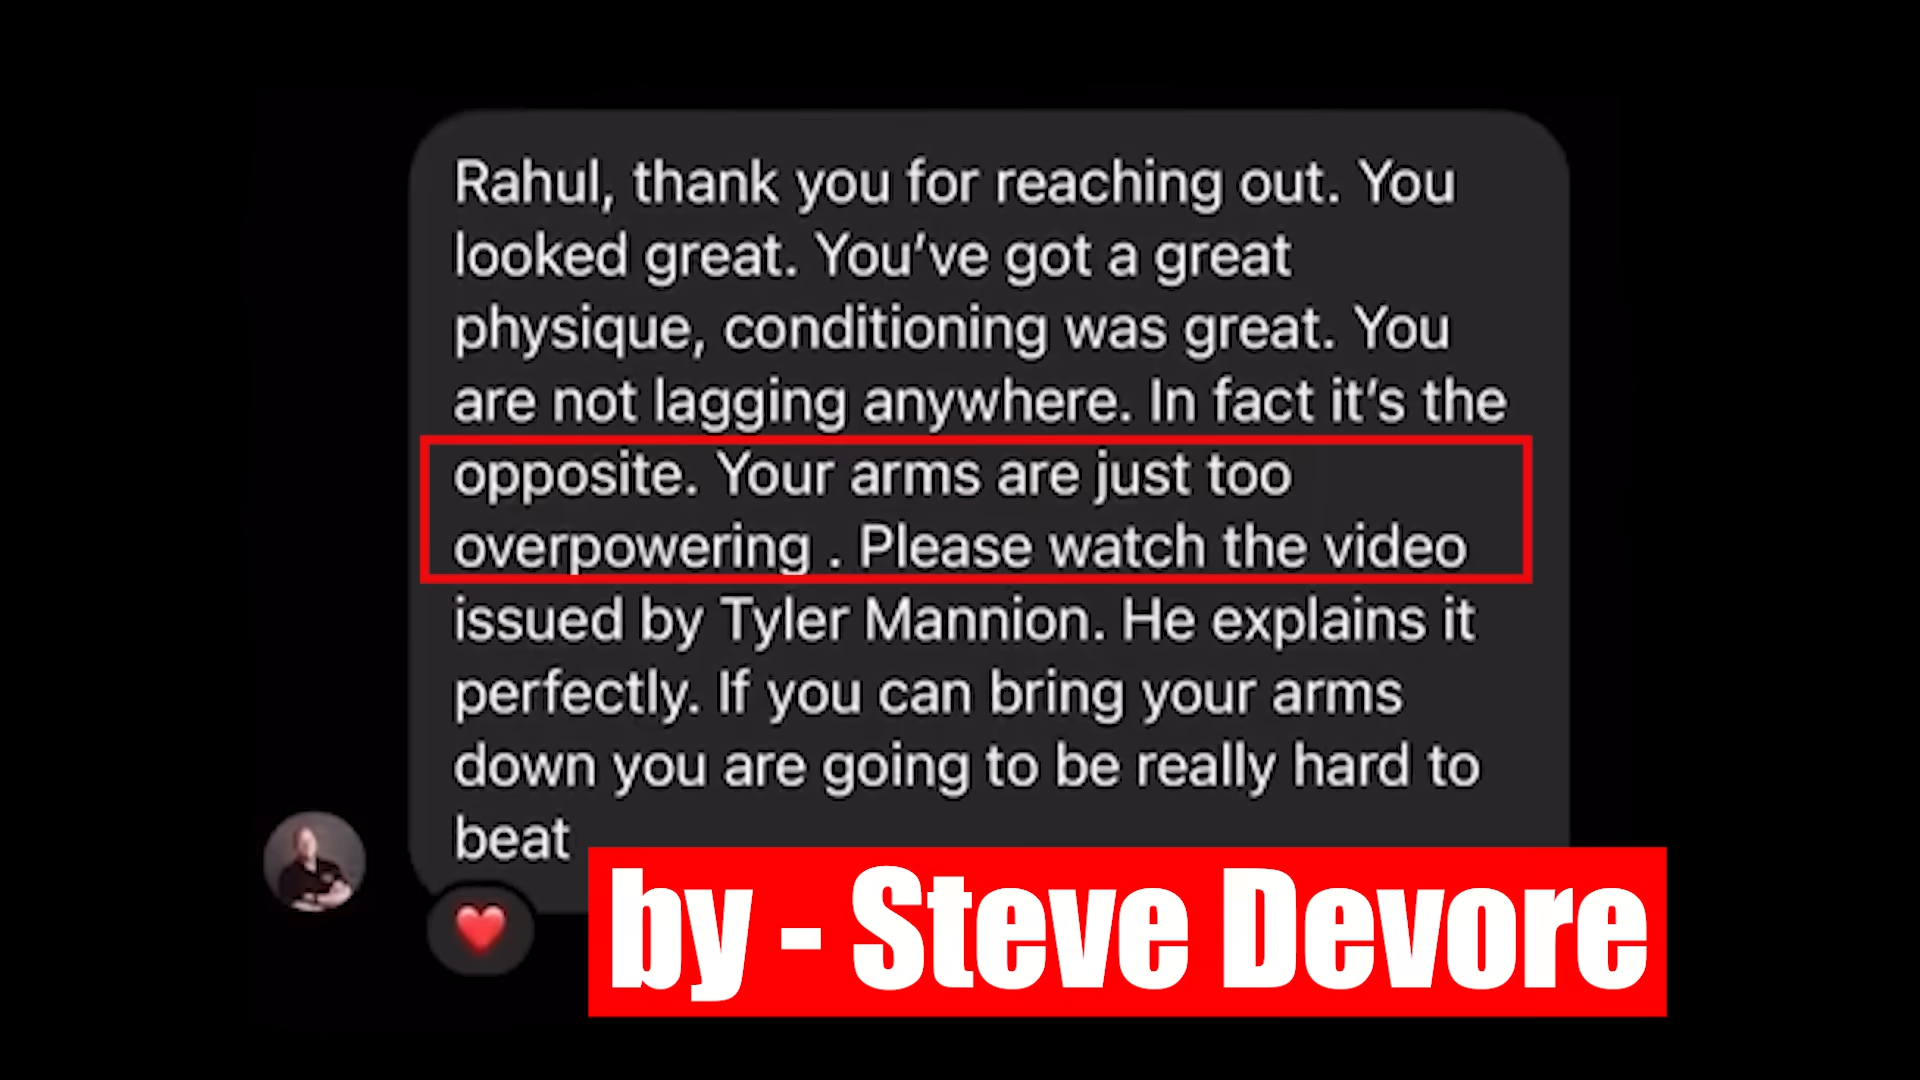 Rahul, thank you for reaching out. You
looked great. You’ve got a great
physique, conditioning was great. You
are not lagging anywhere. In fact it’s the
opposite. Your arms are just too
overpowering . Please watch the video
issued by Tyler Mannion. He explains it
perfectly. If you can bring your arms
down you are going to be really hard to
beat
by - Steve Devore